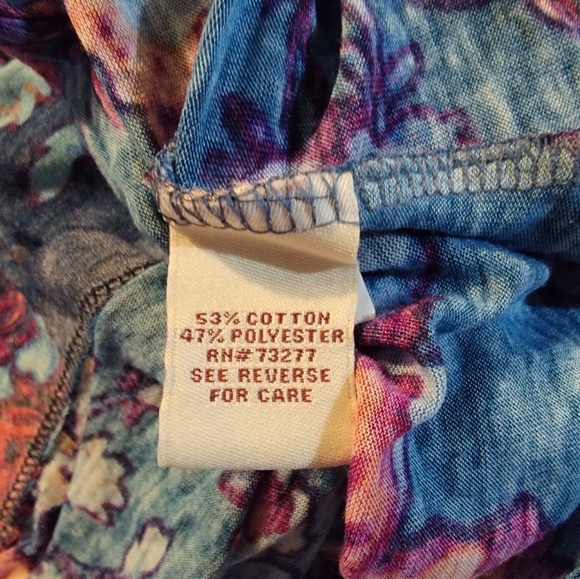 53% COTTON
47% POLYESTER
RN# 73277
SEE REVERSE
FOR CARE